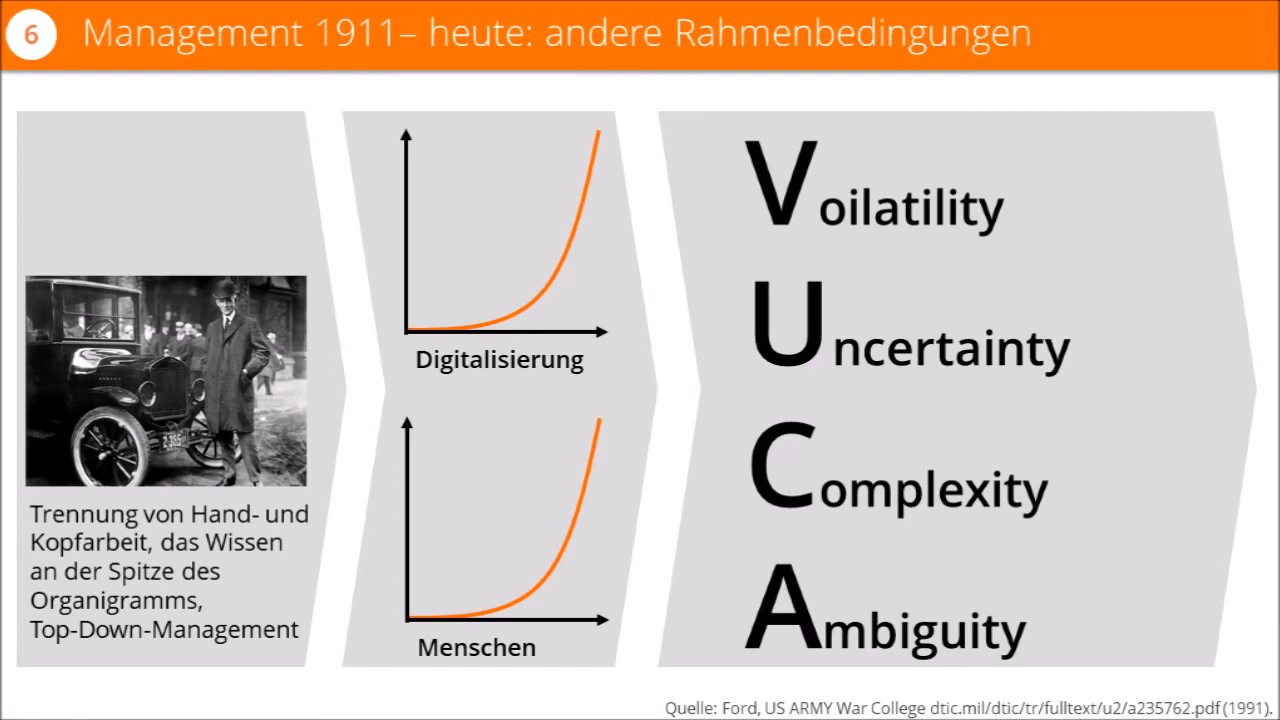 6
Management 1911– heute: andere Rahmenbedingungen
Trennung von Hand- und
Kopfarbeit, das Wissen
an der Spitze des
Organigramms,
Top-Down-Management
Digitalisierung
Menschen
Voilatility
Uncertainty
Complexity
Ambiguity
Quelle: Ford, US ARMY War College dtic.mil/dtic/tr/fulltext/u2/a235762.pdf (1991).